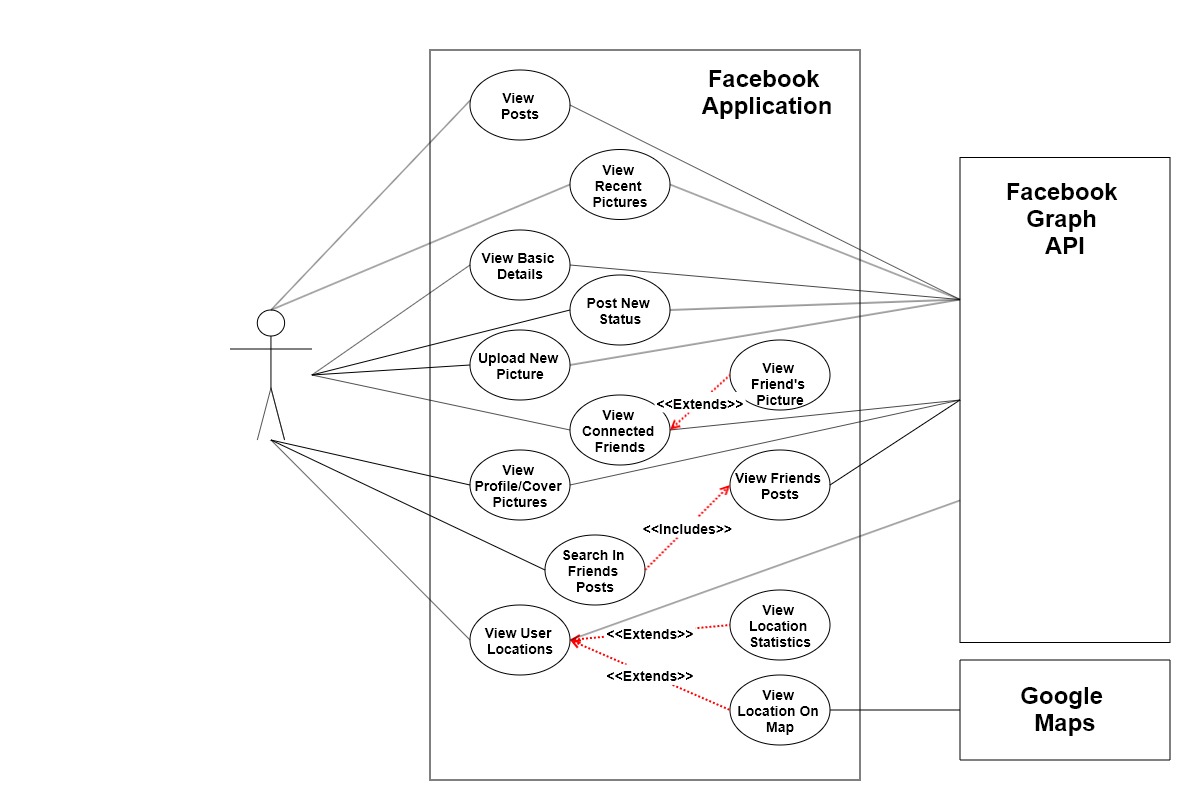 Facebook
Application
View
Posts
View
Recent
Pictures
Facebook
Graph
API
View Basic
Details
Post New
Status
Upload New
Picture
View
Friend's
Picture
<<Extends>>
View
Connected
Friends
View
Profile/Cover
Pictures
View Friends
Posts
<<Includes>>
Search In
Friends
Posts
View
Location
Statistics
View User
Locations
<<Extends>>
<<Extends>>
View
Location On
Map
Google
Maps